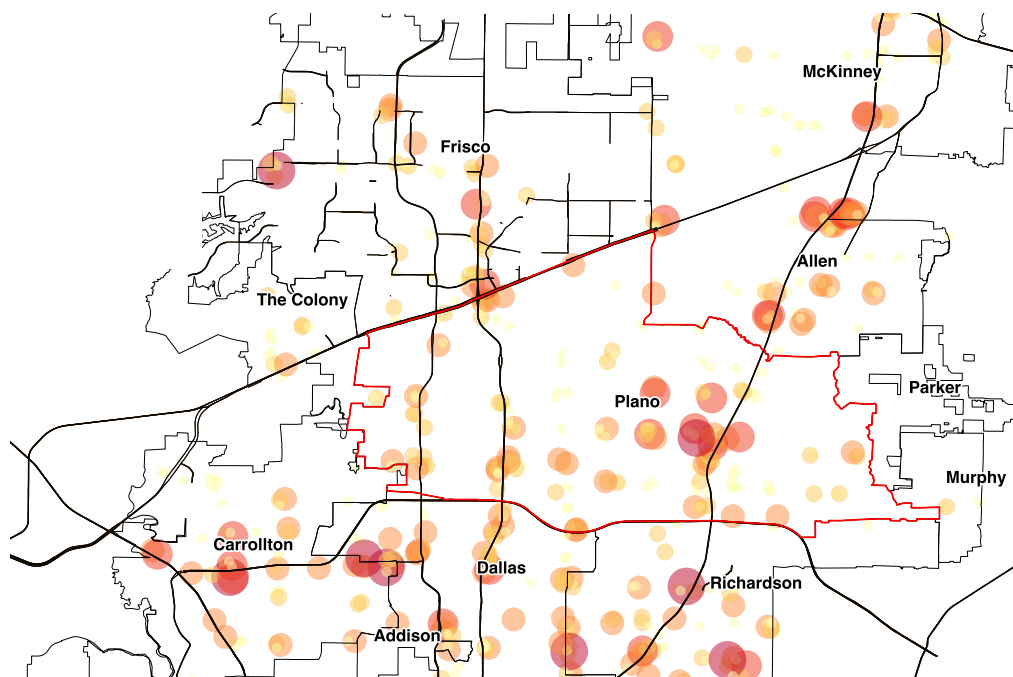 McKinney
Frisco
Allen
The Colony
Parker
Plano
Murphy
Carrollton
Dallas
Richardson
Addison